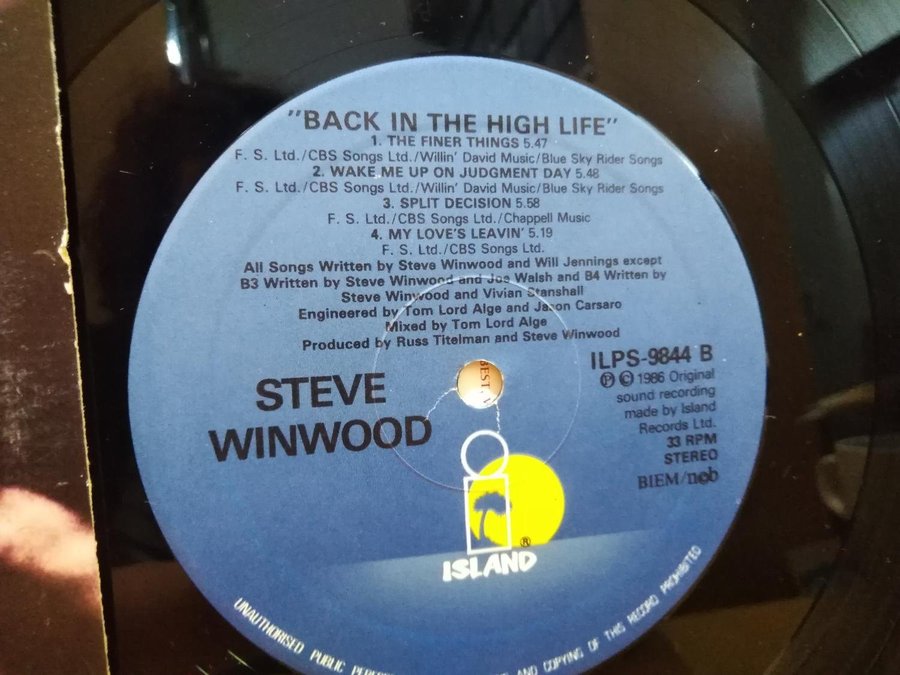 "BACK IN THE HIGH LIFE"
1. THE FINER THINGS 5.47
F. S. Ltd./CBS Songs Ltd./Willin' David Music/Blue Sky Rider Songs
2. WAKE ME UP ON JUDGMENT DAY 5.48
F. S. Ltd./CBS Songs Ltd./Willin' David Music/Blue Sky Rider Songs
3. SPLIT DECISION 5.58
F. S. Ltd./CBS Songs Ltd./Chappell Music
4. MY LOVE'S LEAVIN' 5.19
F. S. Ltd./CBS Songs Ltd.
All Songs Written by Steve Winwood and Will Jennings except
B3 Written by Steve Winwood and Joe Walsh and B4 Written by
Steve Winwood and Vivian Stanshall
Engineered by Tom Lord Alge and Jason Carsaro
Mixed by Tom Lord Alge
Produced by Russ Titelman and Steve Winwood
STEVE
WINWOOD
BEST
ILPS-9844 B
Ⓟ © 1986 Original
sound recording
made by Island
Records Ltd.
33 RPM
STEREO
BIEM/ncb
ISLAND ®
UNAUTHORISED PUBLIC AND COPYING OF THIS RECORD PROHIBITED